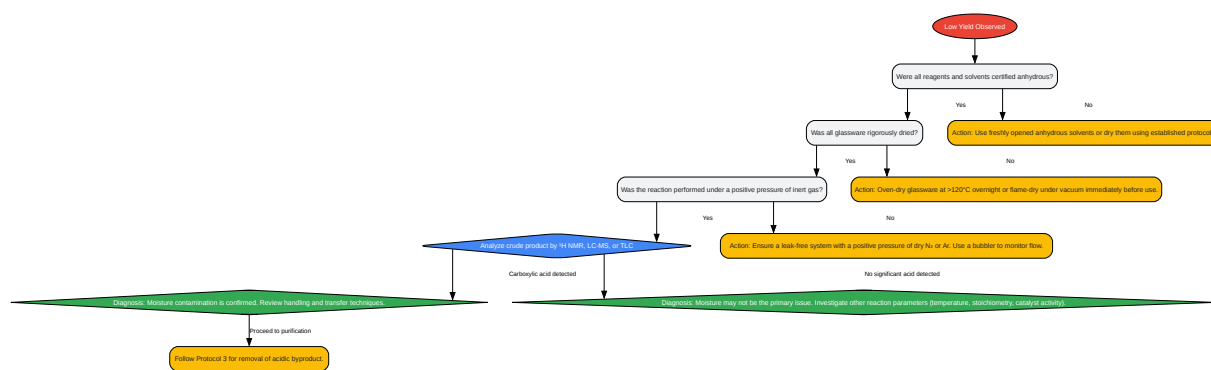 Low Yield Observed
Were all reagents and solvents certified anhydrous?
Yes
No
Was all glassware rigorously dried?
Action: Use freshly opened anhydrous solvents or dry them using established protocol
Yes
No
Was the reaction performed under a positive pressure of inert gas?
Action: Oven-dry glassware at >120°C overnight or flame-dry under vacuum immediately before use.
Yes
No
Analyze crude product by ¹H NMR, LC-MS, or TLC
Action: Ensure a leak-free system with a positive pressure of dry N₂ or Ar. Use a bubbler to monitor flow.
Carboxylic acid detected
No significant acid detected
Diagnosis: Moisture contamination is confirmed. Review handling and transfer techniques.
Diagnosis: Moisture may not be the primary issue. Investigate other reaction parameters (temperature, stoichiometry, catalyst activity).
Proceed to purification
Follow Protocol 3 for removal of acidic byproduct.